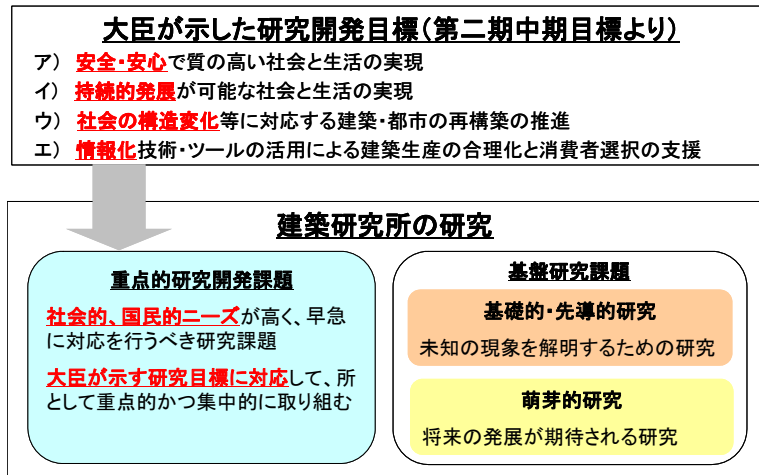 大臣が示した研究開発目標(第二期中期目標より)
ア) 安全・安心で質の高い社会と生活の実現
イ) 持続的発展が可能な社会と生活の実現
ウ) 社会の構造変化等に対応する建築・都市の再構築の推進
エ) 情報化技術・ツールの活用による建築生産の合理化と消費者選択の支援
建築研究所の研究
重点的研究開発課題
社会的、国民的ニーズが高く、早急
に対応を行うべき研究課題
大臣が示す研究目標に対応して、所
として重点的かつ集中的に取り組む
基盤研究課題
基礎的・先導的研究
未知の現象を解明するための研究
萌芽的研究
将来の発展が期待される研究